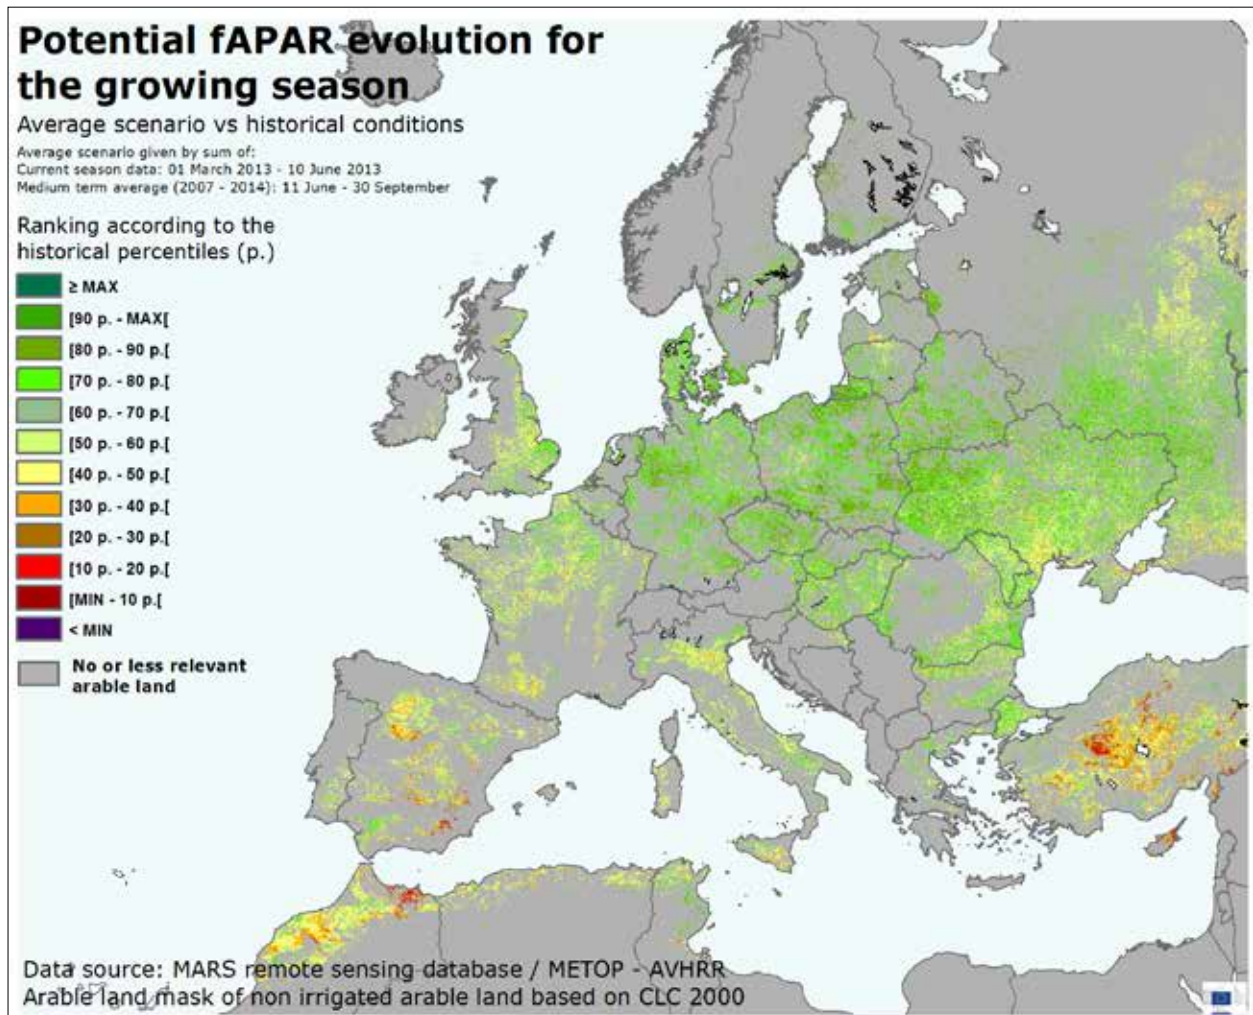 Potential fAPAR evolution for
the growing season
Average scenario vs historical conditions
Average scenario given by sum of:
Current season data: 01 March 2013 - 10 June 2013
Medium term average (2007 - 2014): 11 June - 30 September
Ranking according to the
historical percentiles (p.)
≥ MAX
[90 p. - MAX[
[80 p. - 90 p.[
[70 p. - 80 p.[
[60 p. - 70 p.[
[50 p. - 60 p.[
[40 p. - 50 p.[
[30 p. - 40 p.[
[20 p. - 30 p.[
[10 p. - 20 p.[
[MIN - 10 p.[
< MIN
No or less relevant
arable land
Data source: MARS remote sensing database / METOP - AVHRR
Arable land mask of non irrigated arable land based on CLC 2000